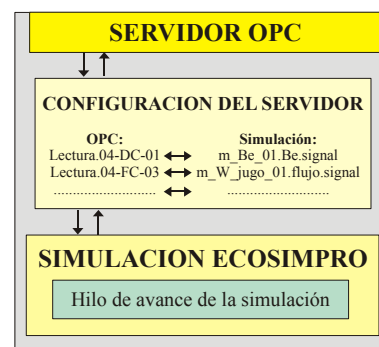 SERVIDOR OPC
CONFIGURACION DEL SERVIDOR
OPC: Simulación:
Lectura.04-DC-01 m_Be_01.Be.signal
Lectura.04-FC-03 m_W_jugo_01.flujo.signal
............................ ...........................
SIMULACION ECOSIMPRO
Hilo de avance de la simulación